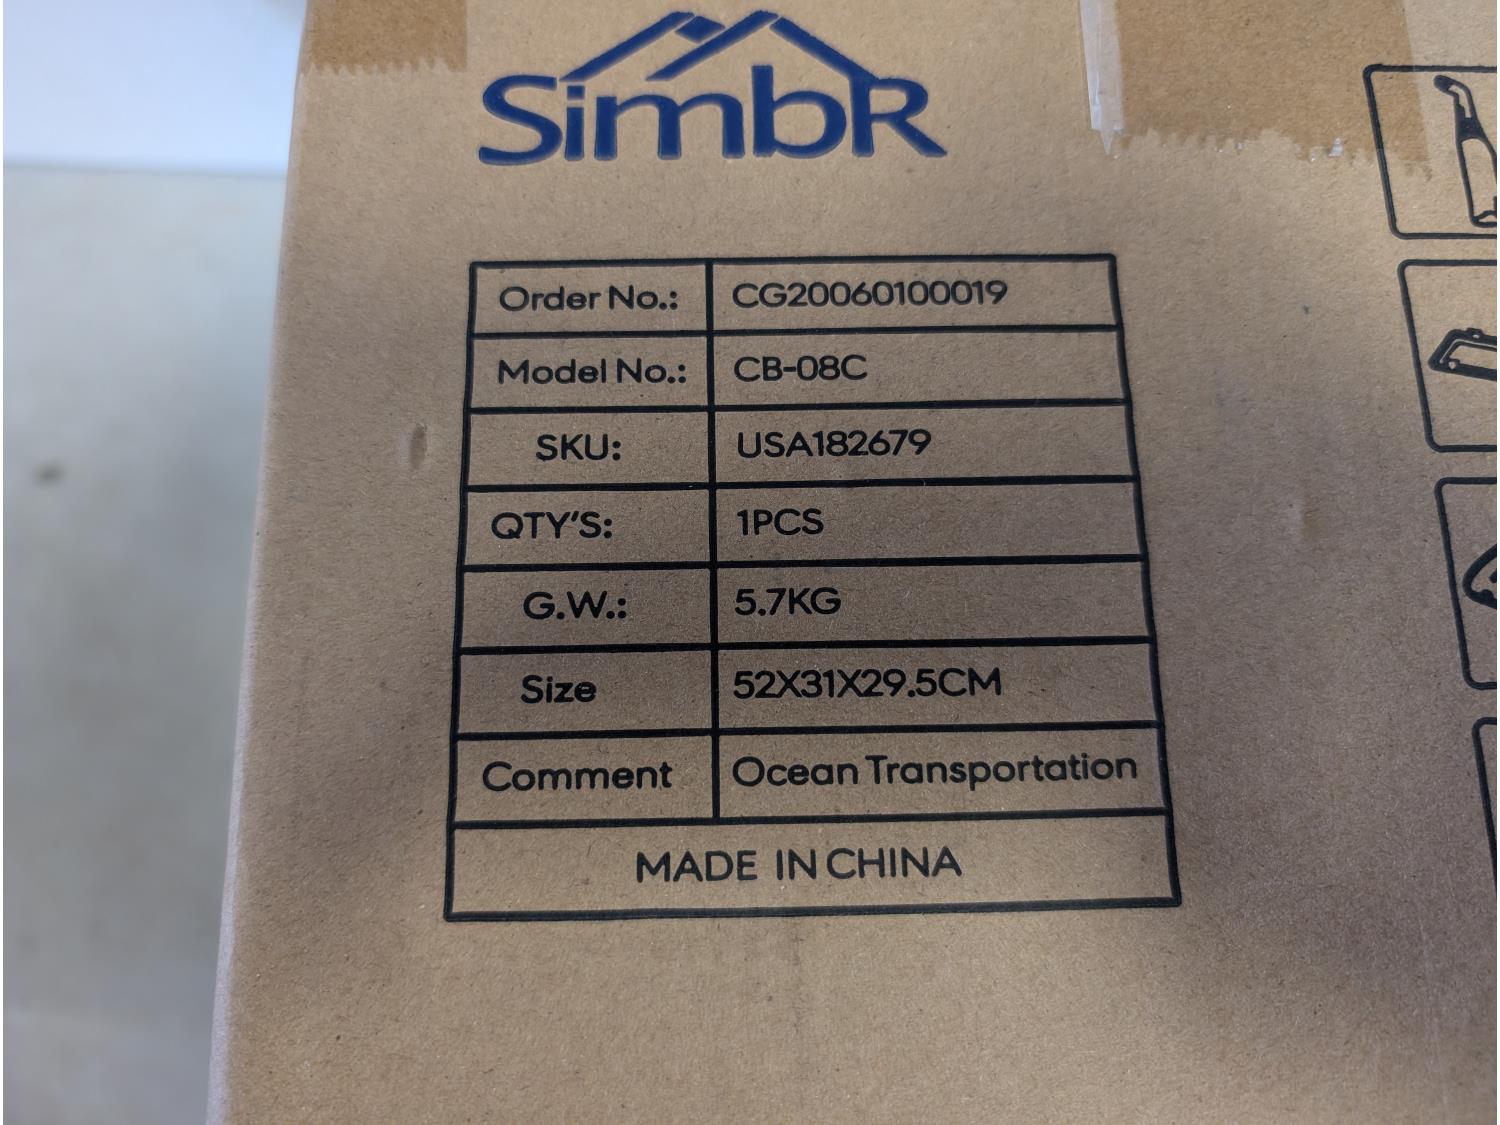 SimbR
Order No.: CG20060100019
Model No.: CB-08C
SKU: USA182679
QTY'S: 1PCS
G.W.: 5.7KG
Size 52X31X29.5CM
Comment Ocean Transportation
MADE IN CHINA